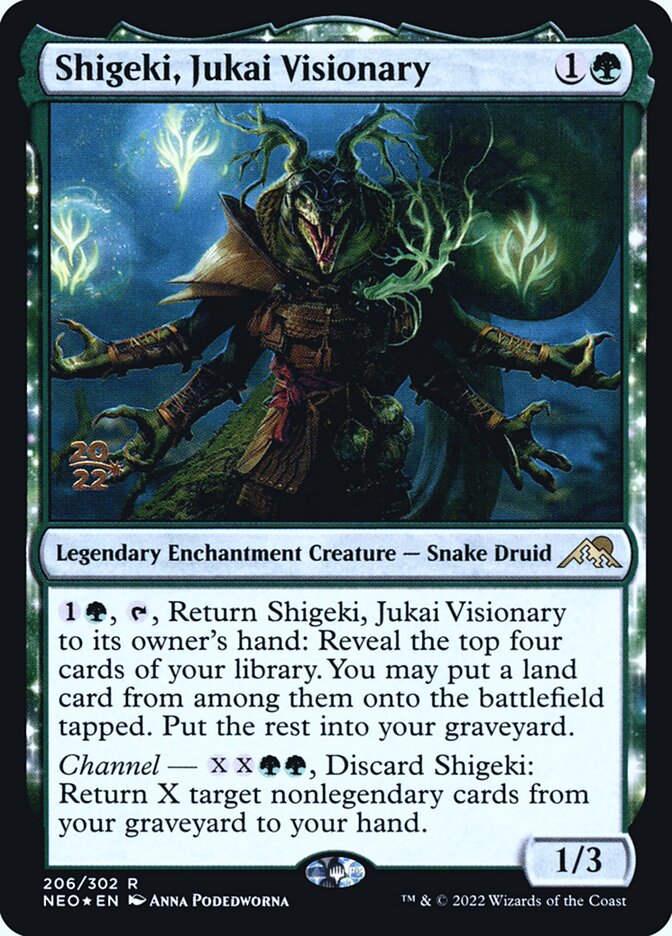 Shigeki, Jukai Visionary 1
20
22
Legendary Enchantment Creature — Snake Druid
1, , Return Shigeki, Jukai Visionary
to its owner's hand: Reveal the top four
cards of your library. You may put a land
card from among them onto the battlefield
tapped. Put the rest into your graveyard.
Channel — X X, Discard Shigeki:
Return X target nonlegendary cards from
your graveyard to your hand.
1/3
206/302 R
NEO★EN Anna Podedworna
™ & © 2022 Wizards of the Coast